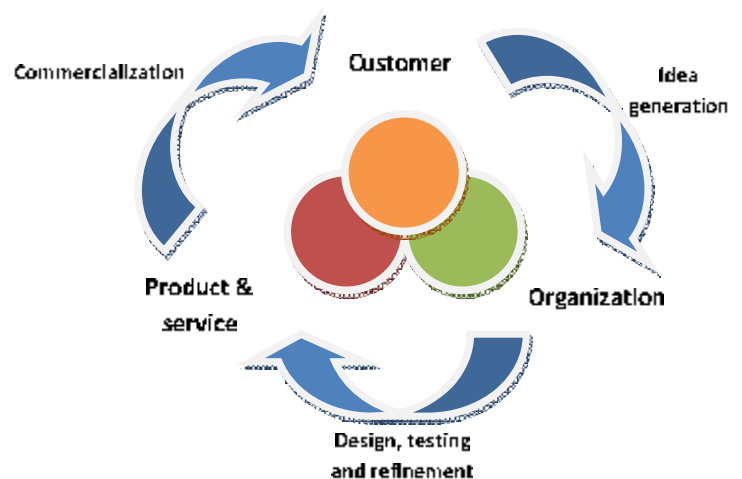 Customer
Commercialization
Idea
generation
Product &
service
Organization
Design, testing
and refinement